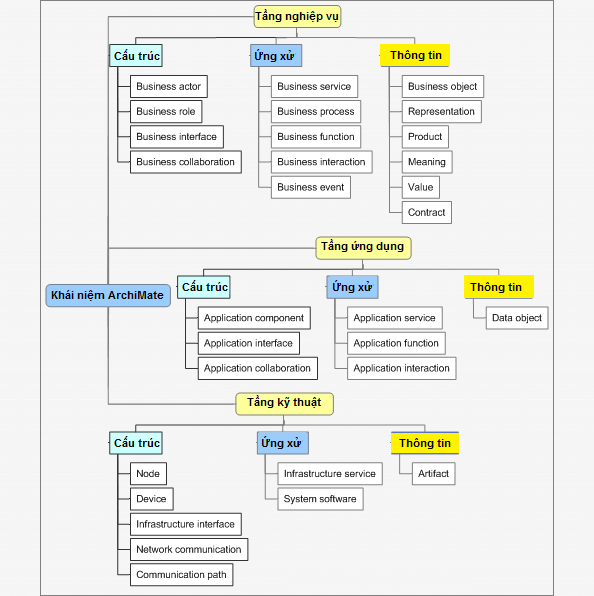 Tầng nghiệp vụ
Cấu trúc
Ứng xử
Thông tin
Business actor
Business service
Business object
Business role
Business process
Representation
Business interface
Business function
Product
Business collaboration
Business interaction
Meaning
Business event
Value
Contract
Tầng ứng dụng
Khái niệm ArchiMate
Cấu trúc
Ứng xử
Thông tin
Application component
Application service
Data object
Application interface
Application function
Application collaboration
Application interaction
Tầng kỹ thuật
Cấu trúc
Ứng xử
Thông tin
Node
Infrastructure service
Artifact
Device
System software
Infrastructure interface
Network communication
Communication path